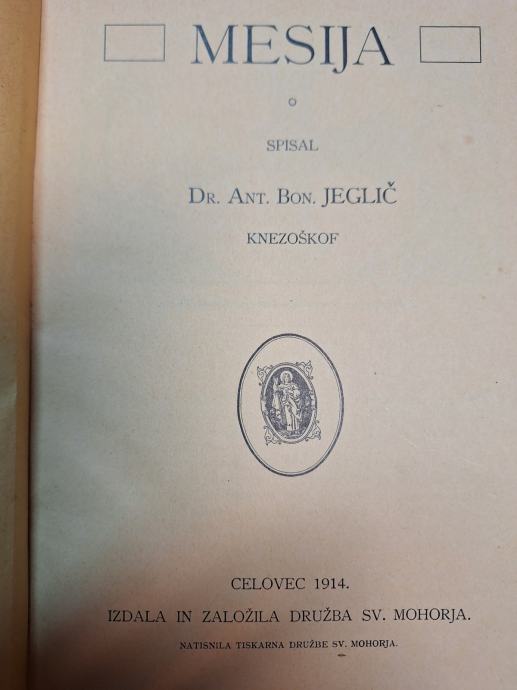 MESIJA
SPISAL
DR. ANT. BON. JEGLIČ
KNEZOŠKOF
CELOVEC 1914.
IZDALA IN ZALOŽILA DRUŽBA SV. MOHORJA.
NATISNILA TISKARNA DRUŽBE SV. MOHORJA.